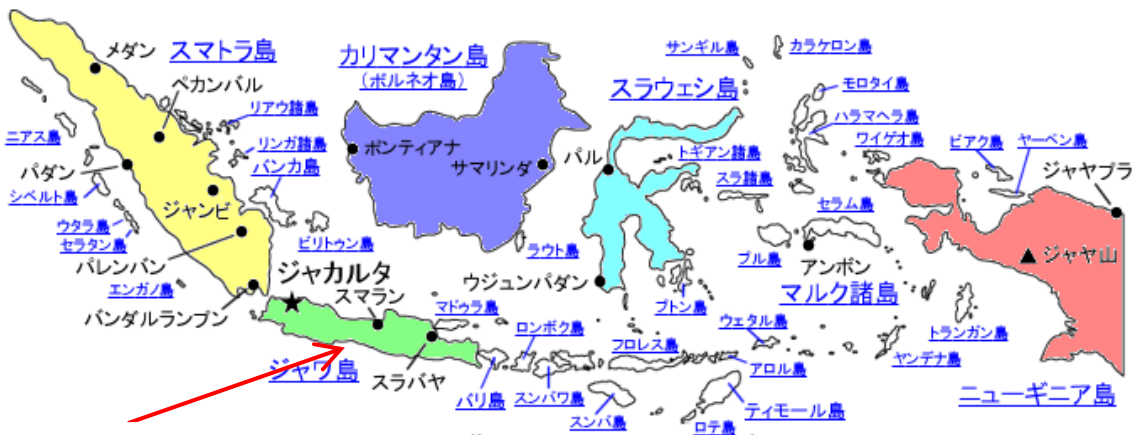 メダン
スマトラ島
ペカンバル
リアウ諸島
ニアス島
リンガ諸島
パダン
バンカ島
シベルト島
ジャンビ
ウタラ島
セラタン島
ビリトゥン島
パレンバン
エンガノ島
バンダルランプン
カリマンタン島
(ボルネオ島)
ポンティアナ
サマリンダ
ラウト島
サンギル島
カラケロン島
スラウェシ島
モロタイ島
ハラマヘラ島
パル
トギアン諸島
ワイゲオ島
ビアク島
ヤーペン島
スラ諸島
ジャヤプラ
セラム島
ブル島
アンボン
ジャヤ山
ウジュンパダン
ブトン島
マルク諸島
トランガン島
ヤンデナ島
ニューギニア島
ジャカルタ
スマラン
マドゥラ島
ロンボク島
フロレス島
ウェタル島
アロル島
ジャワ島
スラバヤ
バリ島
スンバワ島
スンバ島
ティモール島
ロテ島